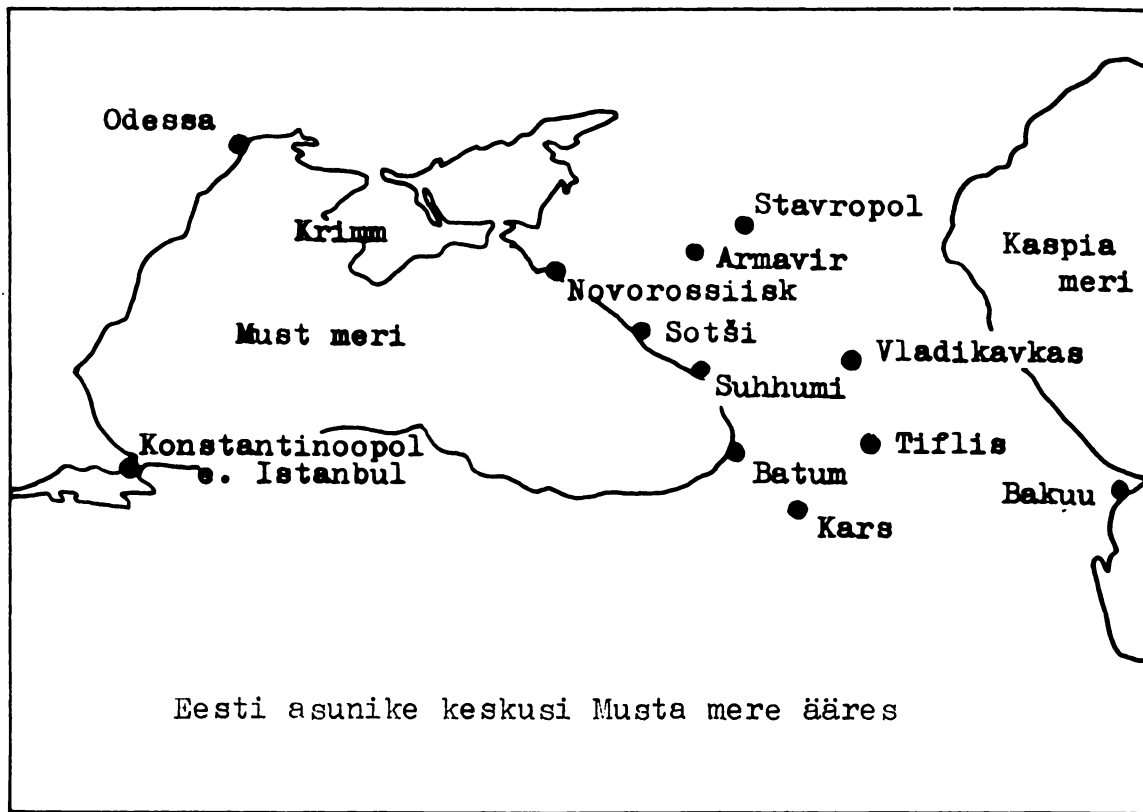 Odessa
Stavropol
Krimm
Armavir
Kaspia
meri
Novorossiisk
Must meri
Sotši
Vladikavkas
Suhhumi
Konstantinoopol
e. Istanbul
Tiflis
Batum
Bakuu
Kars
Eesti asunike keskusi Musta mere ääres